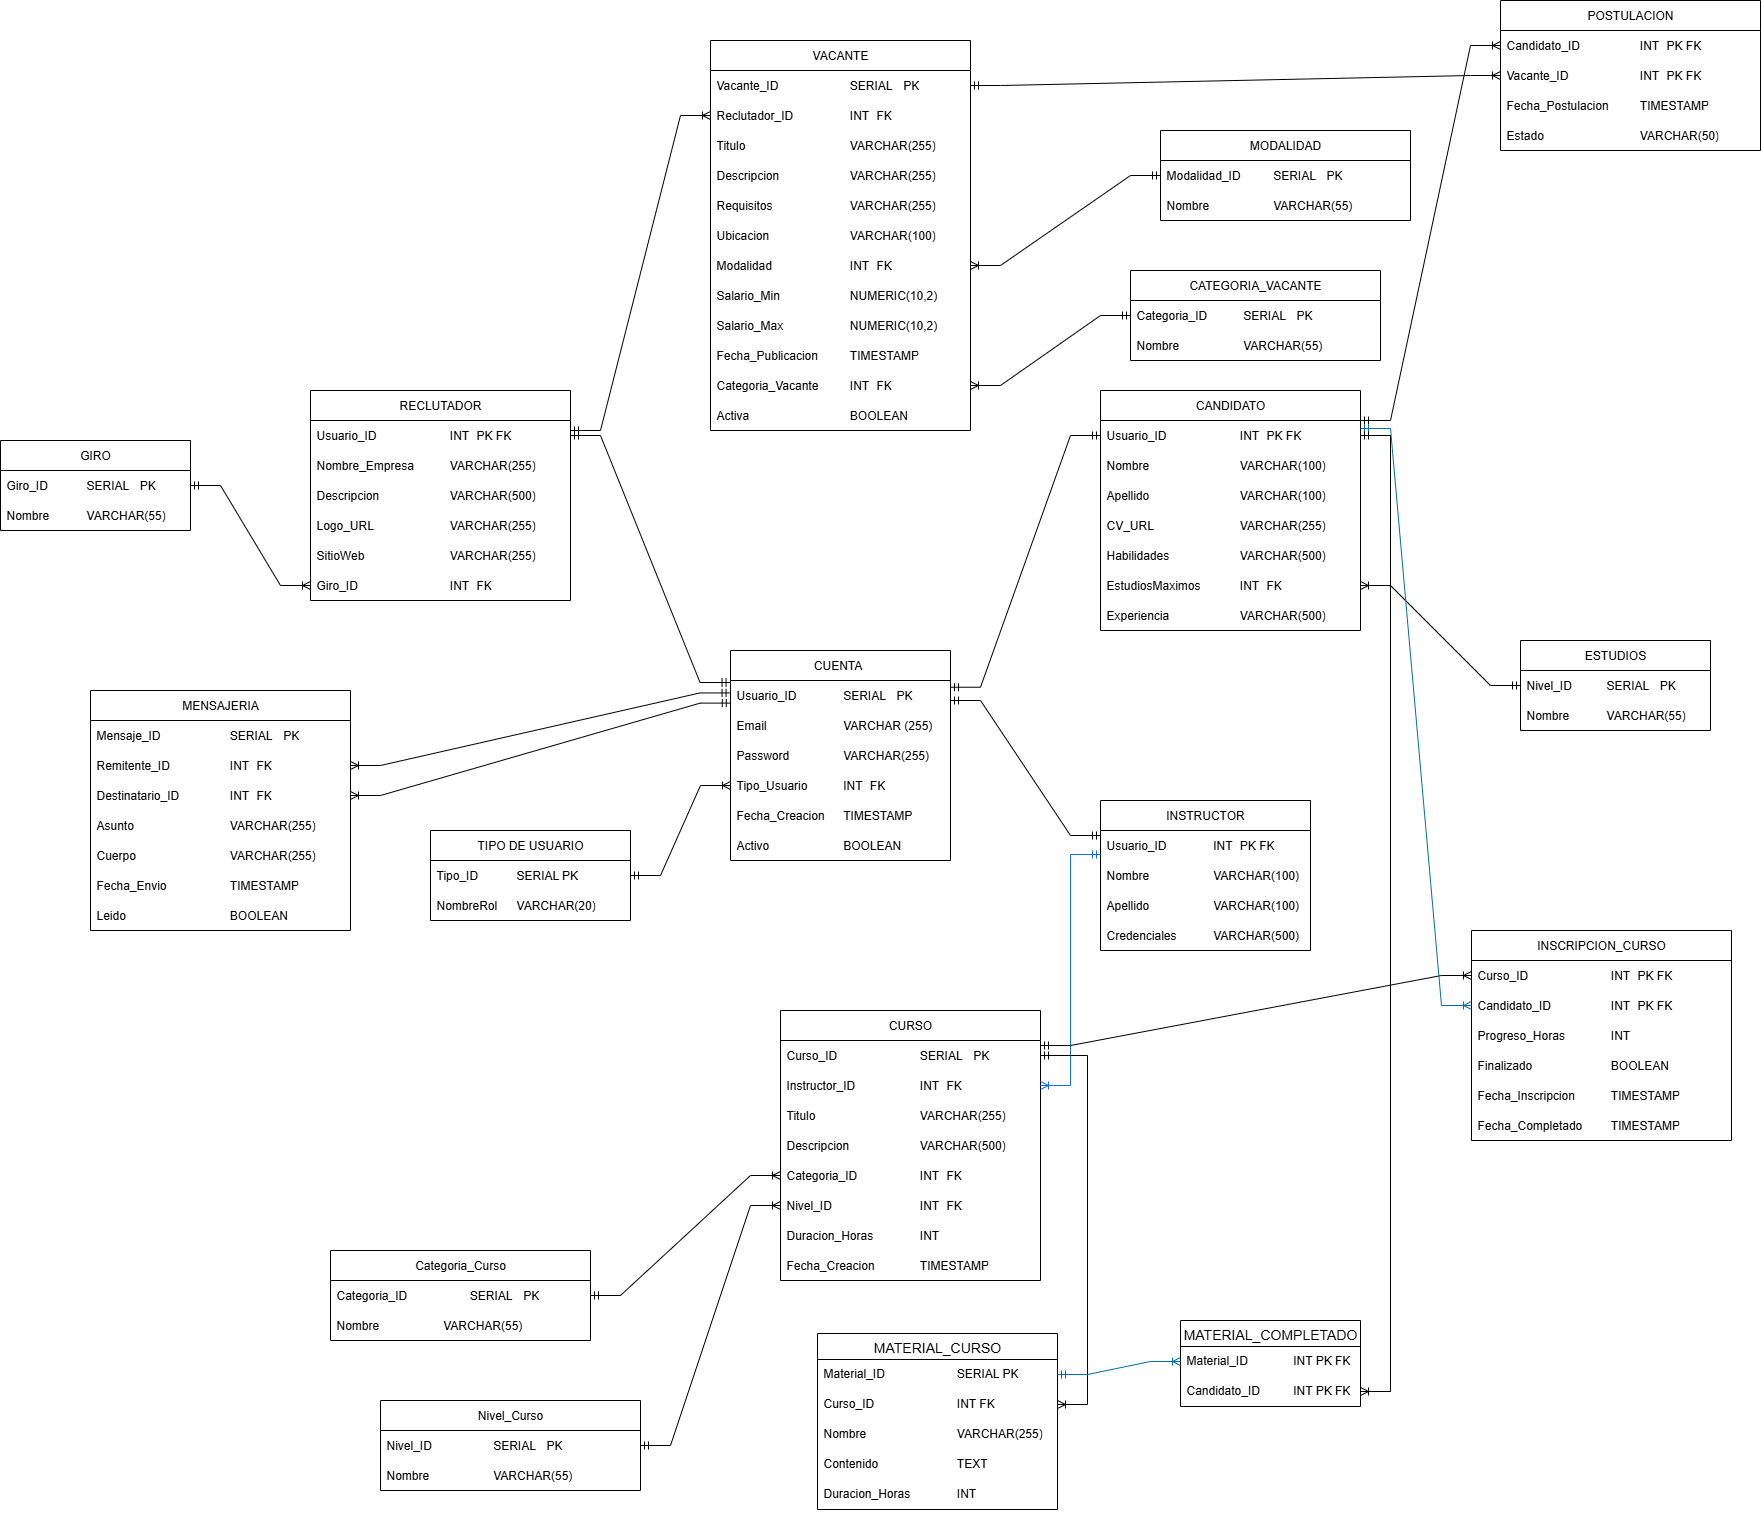 POSTULACION
Candidato_ID INT PK FK
Vacante_ID INT PK FK
Fecha_Postulacion TIMESTAMP
Estado VARCHAR(50)
VACANTE
Vacante_ID SERIAL PK
Reclutador_ID INT FK
Titulo VARCHAR(255)
Descripcion VARCHAR(255)
Requisitos VARCHAR(255)
Ubicacion VARCHAR(100)
Modalidad INT FK
Salario_Min NUMERIC(10,2)
Salario_Max NUMERIC(10,2)
Fecha_Publicacion TIMESTAMP
Categoria_Vacante INT FK
Activa BOOLEAN
MODALIDAD
Modalidad_ID SERIAL PK
Nombre VARCHAR(55)
CATEGORIA_VACANTE
Categoria_ID SERIAL PK
Nombre VARCHAR(55)
RECLUTADOR
Usuario_ID INT PK FK
Nombre_Empresa VARCHAR(255)
Descripcion VARCHAR(500)
Logo_URL VARCHAR(255)
SitioWeb VARCHAR(255)
Giro_ID INT FK
CANDIDATO
Usuario_ID INT PK FK
Nombre VARCHAR(100)
Apellido VARCHAR(100)
CV_URL VARCHAR(255)
Habilidades VARCHAR(500)
EstudiosMaximos INT FK
Experiencia VARCHAR(500)
GIRO
Giro_ID SERIAL PK
Nombre VARCHAR(55)
ESTUDIOS
Nivel_ID SERIAL PK
Nombre VARCHAR(55)
CUENTA
Usuario_ID SERIAL PK
Email VARCHAR (255)
Password VARCHAR(255)
Tipo_Usuario INT FK
Fecha_Creacion TIMESTAMP
Activo BOOLEAN
MENSAJERIA
Mensaje_ID SERIAL PK
Remitente_ID INT FK
Destinatario_ID INT FK
Asunto VARCHAR(255)
Cuerpo VARCHAR(255)
Fecha_Envio TIMESTAMP
Leido BOOLEAN
TIPO DE USUARIO
Tipo_ID SERIAL PK
NombreRol VARCHAR(20)
INSTRUCTOR
Usuario_ID INT PK FK
Nombre VARCHAR(100)
Apellido VARCHAR(100)
Credenciales VARCHAR(500)
INSCRIPCION_CURSO
Curso_ID INT PK FK
Candidato_ID INT PK FK
Progreso_Horas INT
Finalizado BOOLEAN
Fecha_Inscripcion TIMESTAMP
Fecha_Completado TIMESTAMP
CURSO
Curso_ID SERIAL PK
Instructor_ID INT FK
Titulo VARCHAR(255)
Descripcion VARCHAR(500)
Categoria_ID INT FK
Nivel_ID INT FK
Duracion_Horas INT
Fecha_Creacion TIMESTAMP
Categoria_Curso
Categoria_ID SERIAL PK
Nombre VARCHAR(55)
MATERIAL_COMPLETADO
Material_ID INT PK FK
Candidato_ID INT PK FK
MATERIAL_CURSO
Material_ID SERIAL PK
Curso_ID INT FK
Nombre VARCHAR(255)
Contenido TEXT
Duracion_Horas INT
Nivel_Curso
Nivel_ID SERIAL PK
Nombre VARCHAR(55)